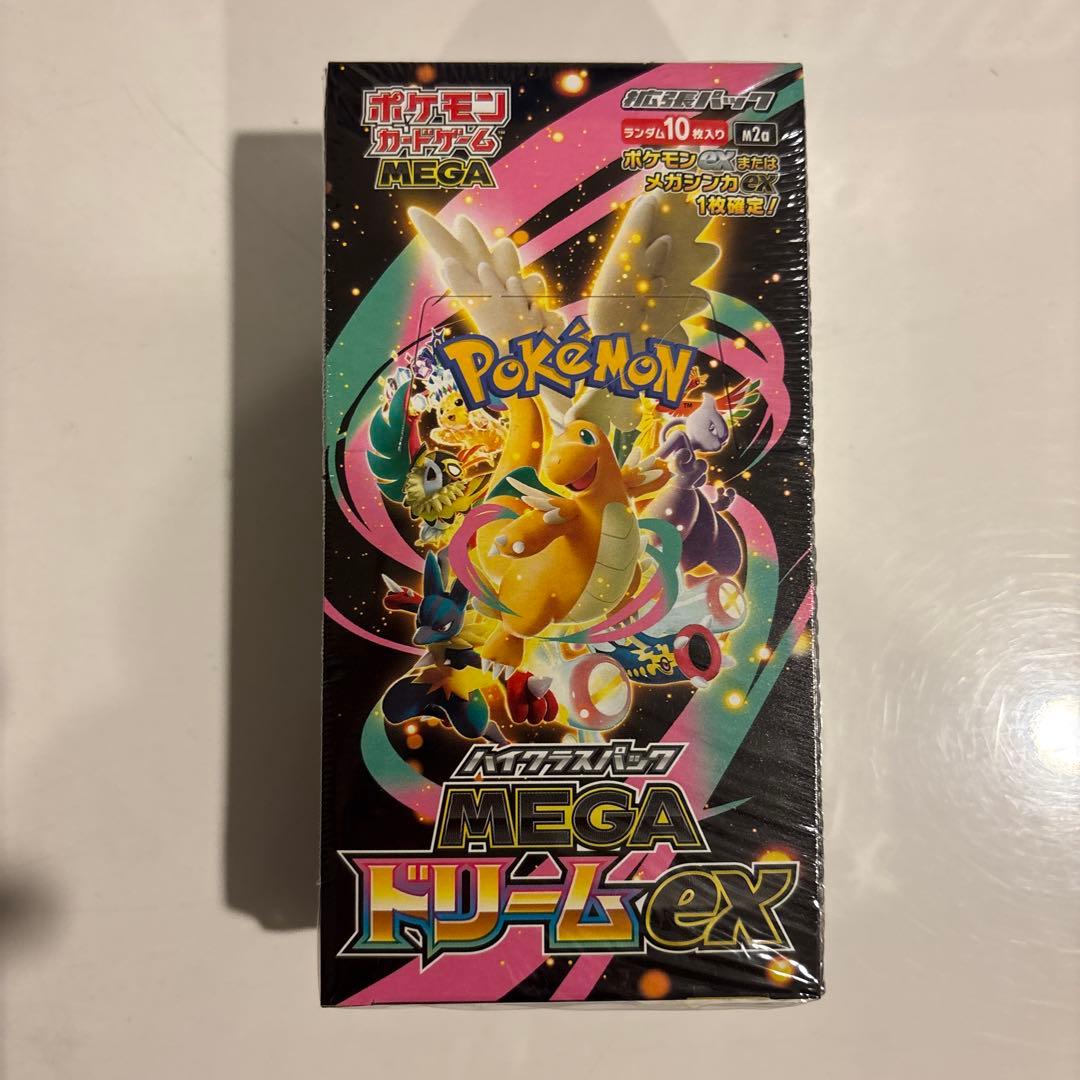 ポケモン
カードゲーム™
MEGA
拡張パック
ランダム10枚入り M2a
ポケモンexまたは
メガシンカex
1枚確定!
POKéMON™
ハイクラスパック
MEGA
ドリームex